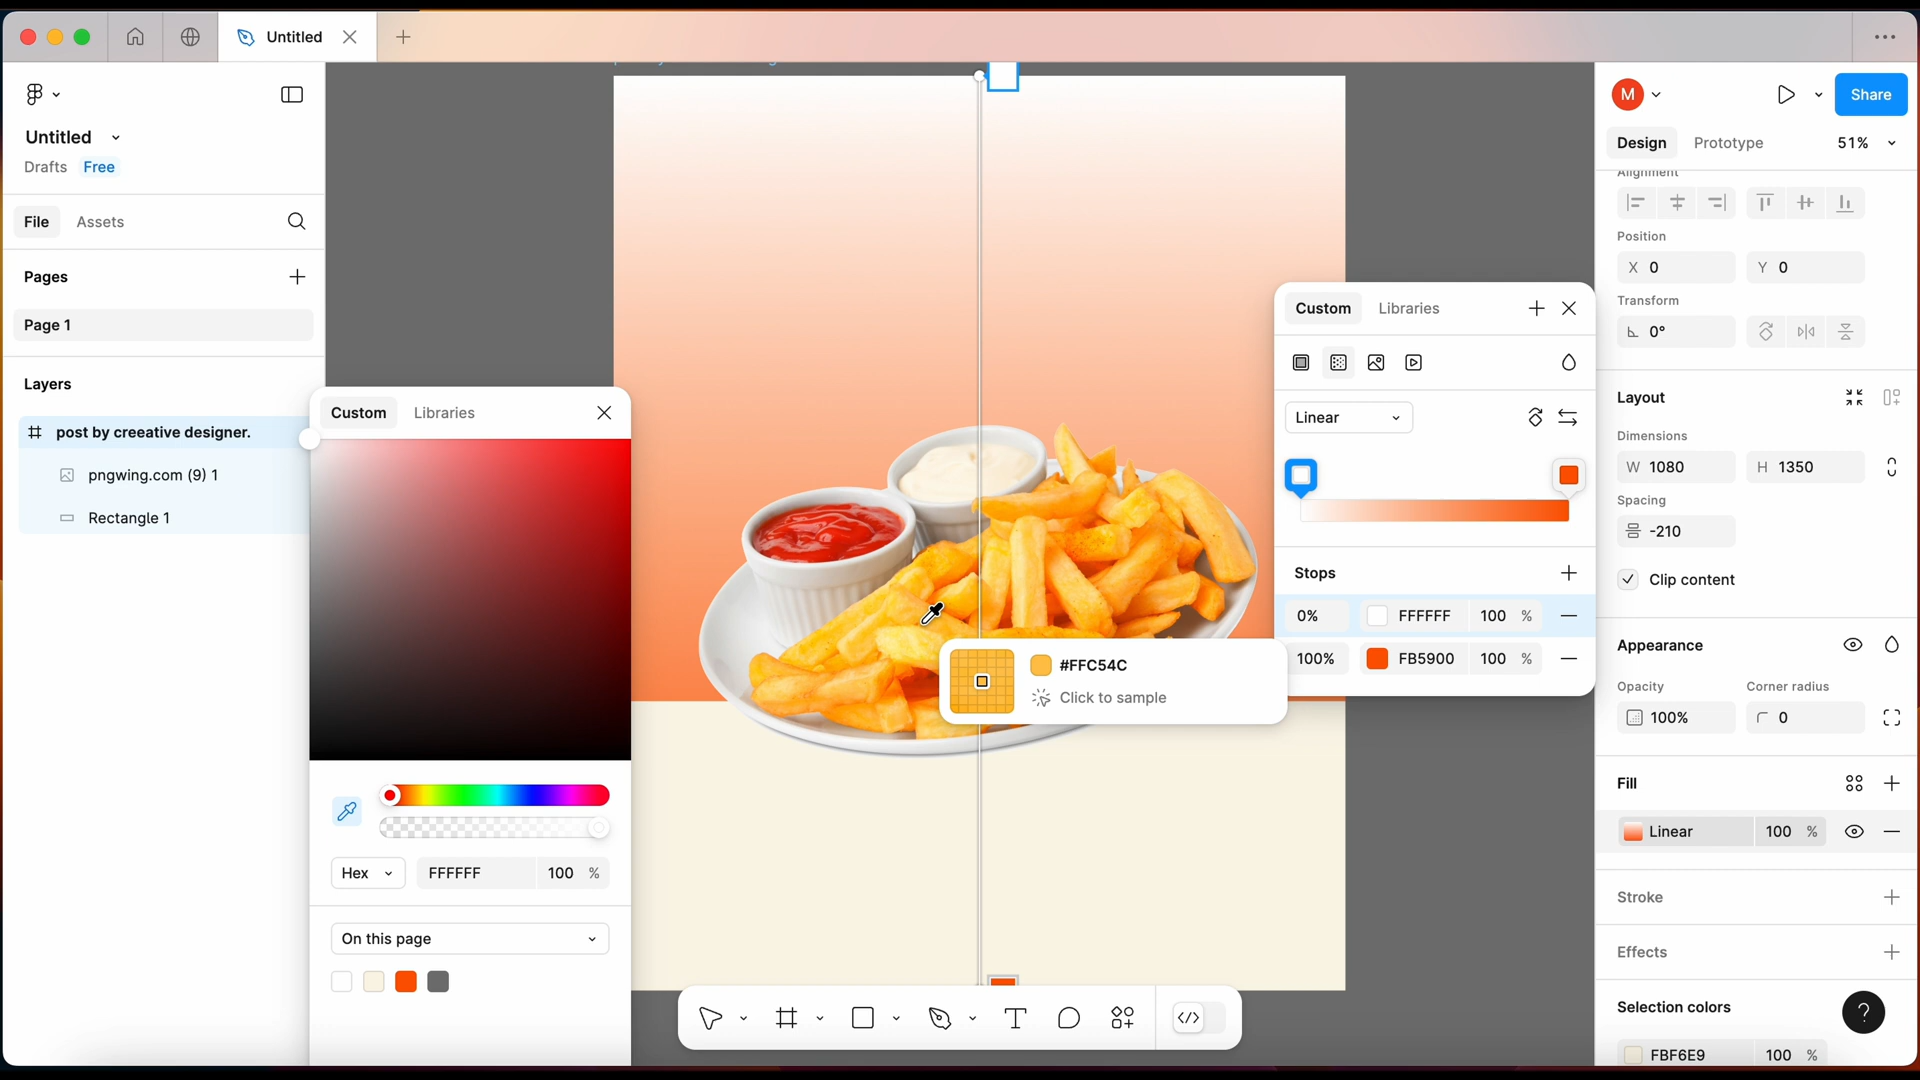 Untitled
Untitled
Drafts Free
File Assets
Pages
Page 1
Layers
post by creeative designer.
pngwing.com (9) 1
Rectangle 1
Custom Libraries
Hex FFFFFF 100 %
On this page
#FFC54C
Click to sample
Custom Libraries
Linear
Stops
0% FFFFFF 100 %
100% FB5900 100 %
M Share
Design Prototype 51%
Alignment
Position
X 0 Y 0
Transform
0°
Layout
Dimensions
W 1080 H 1350
Spacing
-210
Clip content
Appearance
Opacity Corner radius
100% 0
Fill
Linear 100 %
Stroke
Effects
Selection colors
?
FBF6E9 100 %